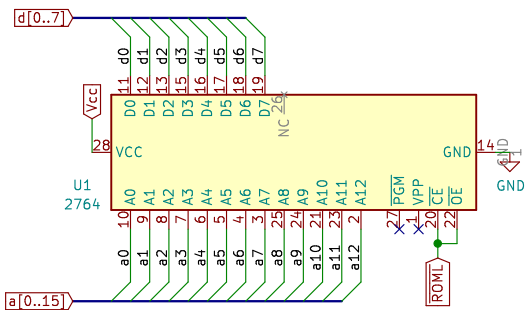 d[0..7]
d0 d1 d2 d3 d4 d5 d6 d7
11 12 13 15 16 17 18 19
D0 D1 D2 D3 D4 D5 D6 D7
26
NC
Vcc
28 VCC
GND 14
GND
1
GND
U1
2764
A0 A1 A2 A3 A4 A5 A6 A7 A8 A9 A10 A11 A12 PGM VPP CE OE
10 9 8 7 6 5 4 3 25 24 21 23 2 27 1 20 22
a0 a1 a2 a3 a4 a5 a6 a7 a8 a9 a10 a11 a12
ROML
a[0..15]